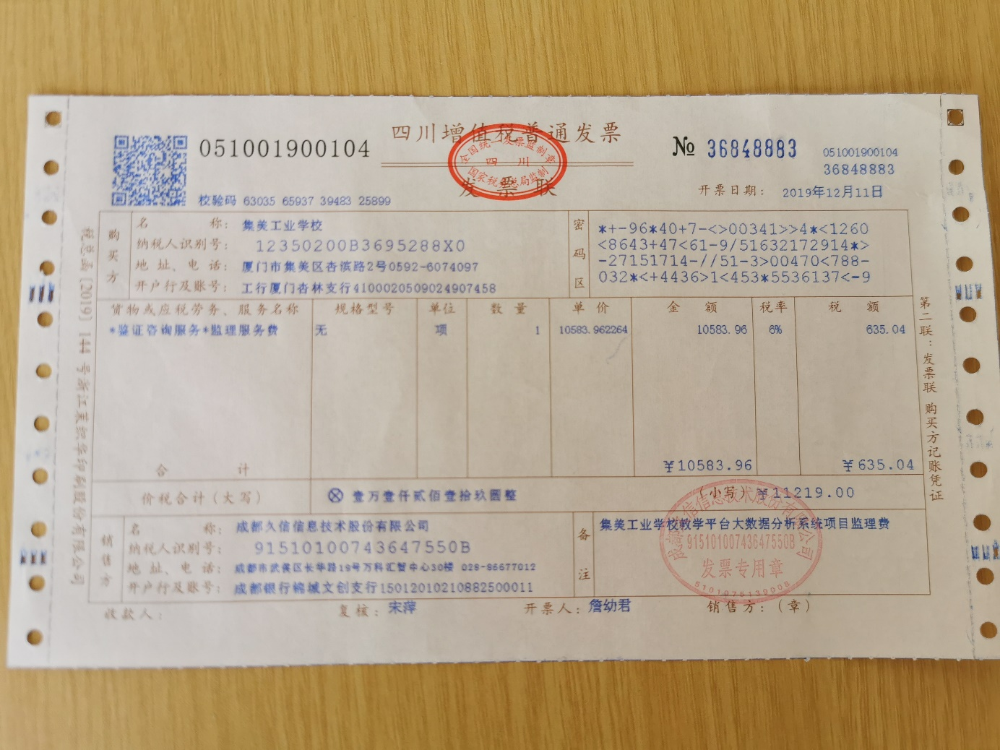 四川增值税普通发票
发票联
全国统一发票监制章
四川
国家税务总局监制
051001900104
№ 36848883
051001900104
36848883
校验码 63035 65937 39483 25899
开票日期: 2019年12月11日
购买方
名称: 集美工业学校
纳税人识别号: 12350200B3695288X0
地址、电话: 厦门市集美区杏滨路2号0592-6074097
开户行及账号: 工行厦门杏林支行4100020509024907458
密码区
*+-96*40+7-<>00341>>4*<1260
<8643+47<61-9/51632172914*>
-27151714-//51-3>00470<788-
032*<+4436>1<453*5536137<-9
货物或应税劳务、服务名称 规格型号 单位 数量 单价 金额 税率 税额
*鉴证咨询服务*监理服务费 无 项 1 10583.962264 10583.96 6% 635.04
合计 ¥10583.96 ¥635.04
价税合计(大写) ⊗ 壹万壹仟贰佰壹拾玖圆整 (小写) ¥11219.00
销售方
名称: 成都久信信息技术股份有限公司
纳税人识别号: 91510100743647550B
地址、电话: 成都市武侯区长华路19号万科汇智中心30楼 028-86677012
开户行及账号: 成都银行锦城文创支行1501201021088250001​1
备注
集美工业学校教学平台大数据分析系统项目监理费
成都久信信息技术股份有限公司
91510100743647550B
发票专用章
5101075139008
收款人: 复核: 宋萍 开票人: 詹幼君 销售方:(章)
第二联:发票联 购买方记账凭证
税总函〔2019〕144号